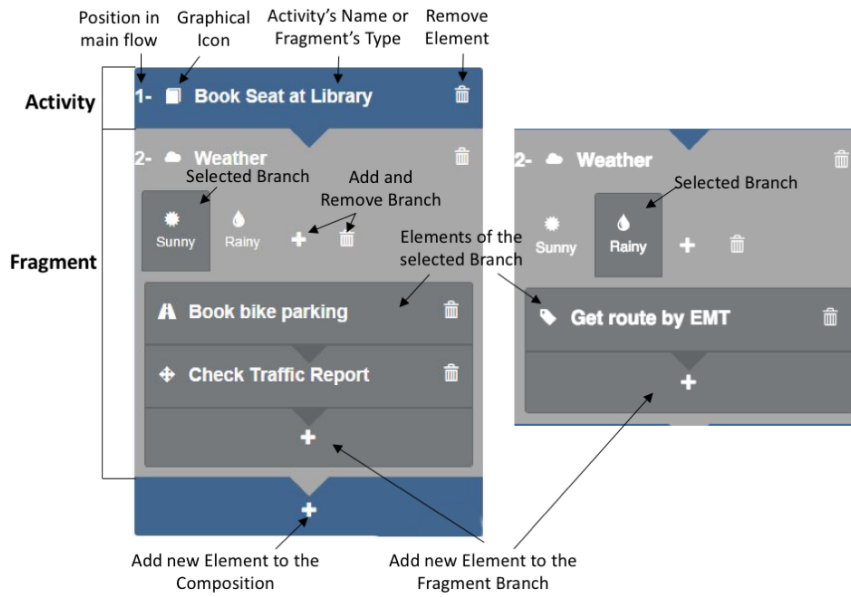 Position in
main flow
Graphical
Icon
Activity's Name or
Fragment's Type
Remove
Element
Activity
1- Book Seat at Library
Fragment
2- Weather
Selected Branch
Add and
Remove Branch
Sunny
Rainy
+
Elements of the
selected Branch
Book bike parking
Check Traffic Report
+
+
Add new Element to the
Composition
Add new Element to the
Fragment Branch
2- Weather
Selected Branch
Sunny
Rainy
+
Get route by EMT
+